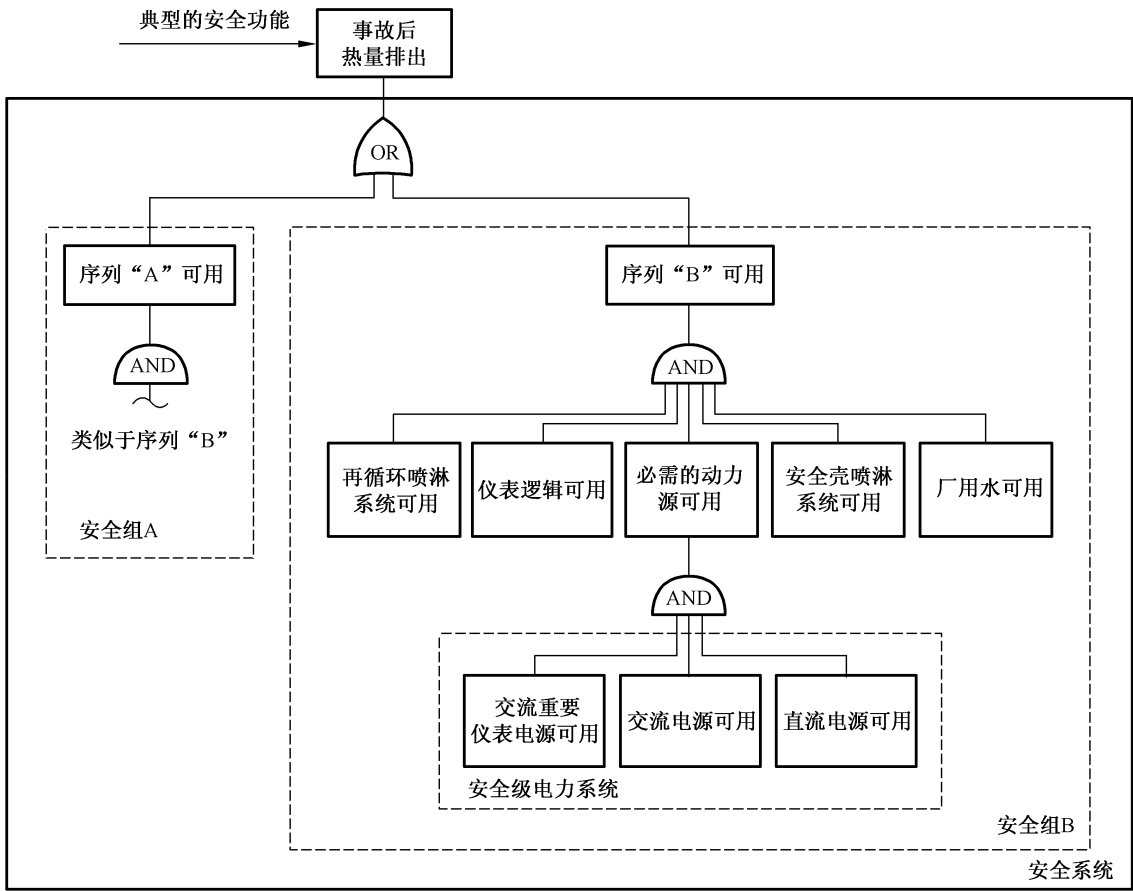 典型的安全功能
事故后
热量排出
OR
序列“A”可用
序列“B”可用
AND
AND
类似于序列“B”
再循环喷淋
系统可用
仪表逻辑可用
必需的动力
源可用
安全壳喷淋
系统可用
厂用水可用
安全组A
AND
交流重要
仪表电源可用
交流电源可用
直流电源可用
安全级电力系统
安全组B
安全系统